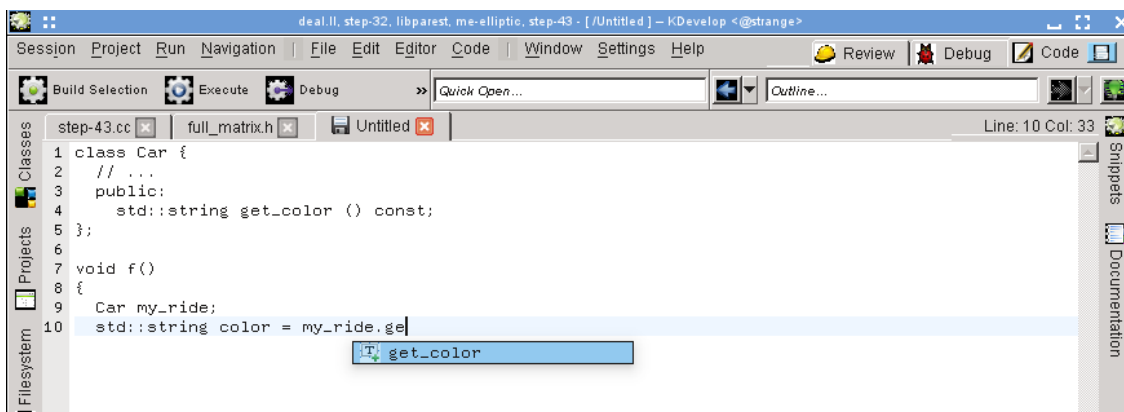 deal.II, step-32, libparest, me-elliptic, step-43 - [ /Untitled ] – KDevelop <@strange>
Session Project Run Navigation File Edit Editor Code Window Settings Help Review Debug Code
Build Selection Execute Debug » Quick Open... Outline...
step-43.cc full_matrix.h Untitled Line: 10 Col: 33
Classes
Projects
Filesystem
1 class Car {
2   // ...
3   public:
4     std::string get_color () const;
5 };
6
7 void f()
8 {
9   Car my_ride;
10   std::string color = my_ride.ge
get_color
Snippets
Documentation